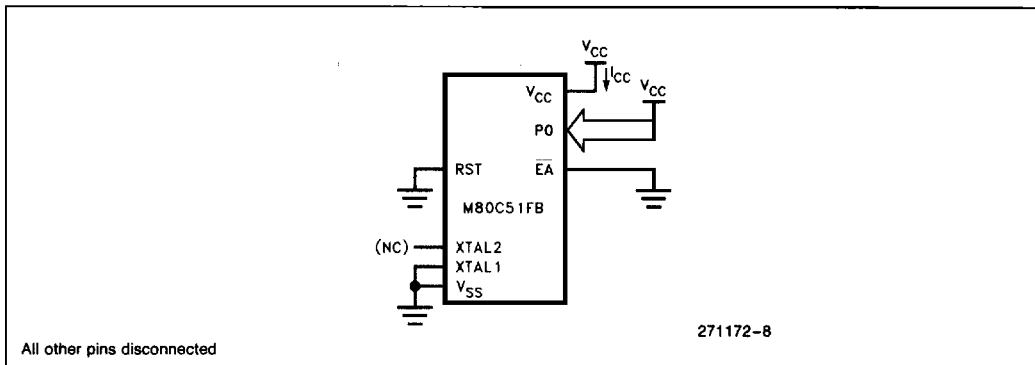 VCC
ICC
VCC
VCC
P0
RST
EA
M80C51FB
(NC)
XTAL2
XTAL1
VSS
271172-8
All other pins disconnected